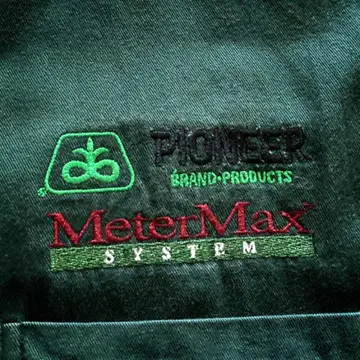 PIONEER
BRAND·PRODUCTS
MeterMax
SYSTEM